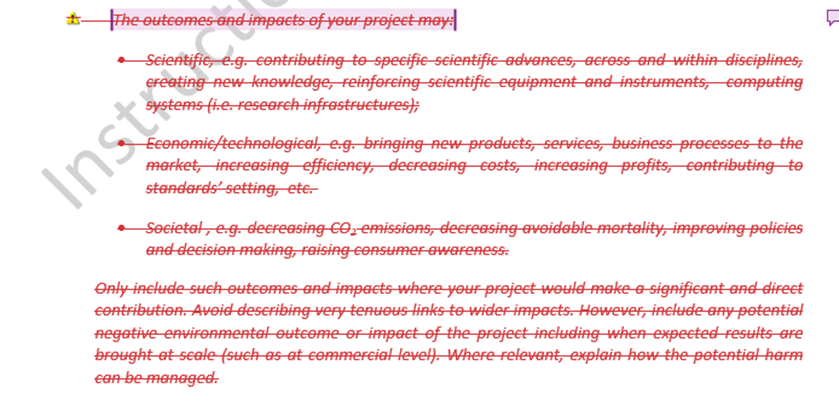 The outcomes and impacts of your project may:
• Scientific, e.g. contributing to specific scientific advances, across and within disciplines,
creating new knowledge, reinforcing scientific equipment and instruments, computing
systems (i.e. research infrastructures);
• Economic/technological, e.g. bringing new products, services, business processes to the
market, increasing efficiency, decreasing costs, increasing profits, contributing to
standards' setting, etc.
• Societal , e.g. decreasing CO₂ emissions, decreasing avoidable mortality, improving policies
and decision making, raising consumer awareness.
Only include such outcomes and impacts where your project would make a significant and direct
contribution. Avoid describing very tenuous links to wider impacts. However, include any potential
negative environmental outcome or impact of the project including when expected results are
brought at scale (such as at commercial level). Where relevant, explain how the potential harm
can be managed.
Instructi